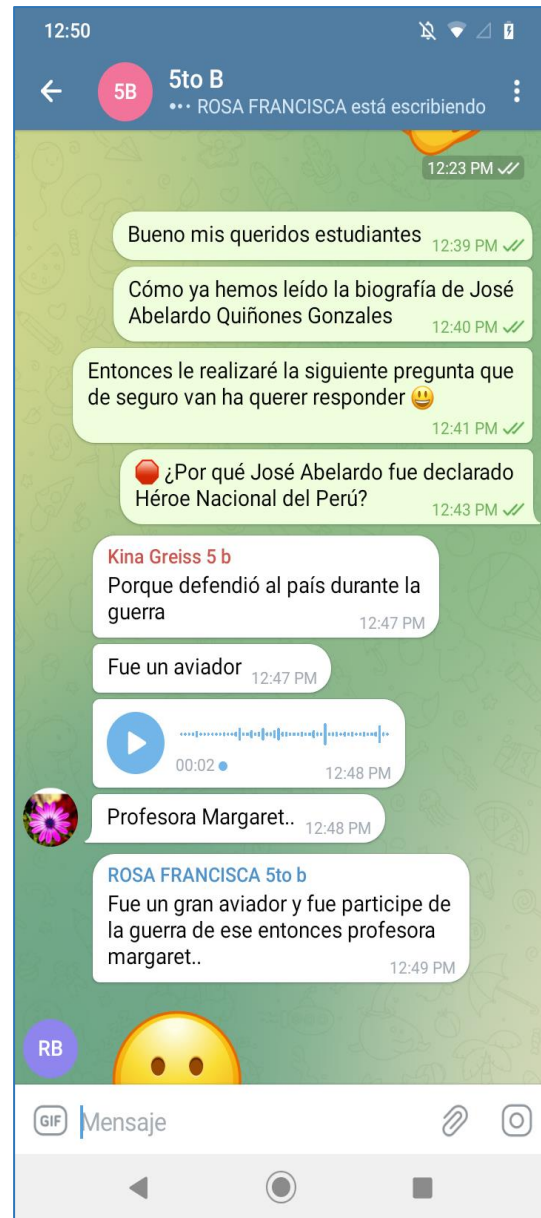 12:50
5B
5to B
ROSA FRANCISCA está escribiendo
12:23 PM
Bueno mis queridos estudiantes 12:39 PM
Cómo ya hemos leído la biografía de José
Abelardo Quiñones Gonzales 12:40 PM
Entonces le realizaré la siguiente pregunta que
de seguro van ha querer responder 😃
12:41 PM
🛑 ¿Por qué José Abelardo fue declarado
Héroe Nacional del Perú? 12:43 PM
Kina Greiss 5 b
Porque defendió al país durante la
guerra 12:47 PM
Fue un aviador 12:47 PM
00:02 12:48 PM
Profesora Margaret.. 12:48 PM
ROSA FRANCISCA 5to b
Fue un gran aviador y fue participe de
la guerra de ese entonces profesora
margaret.. 12:49 PM
RB
GIF Mensaje